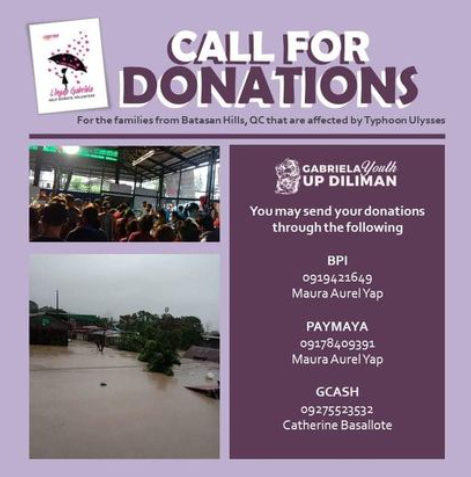 Lingap Gabriela
CALL FOR
DONATIONS
For the families from Batasan Hills, QC that are affected by Typhoon Ulysses
GABRIELA Youth
UP DILIMAN
You may send your donations
through the following
BPI
0919421649
Maura Aurel Yap
PAYMAYA
09178409391
Maura Aurel Yap
GCASH
09275523532
Catherine Basallote